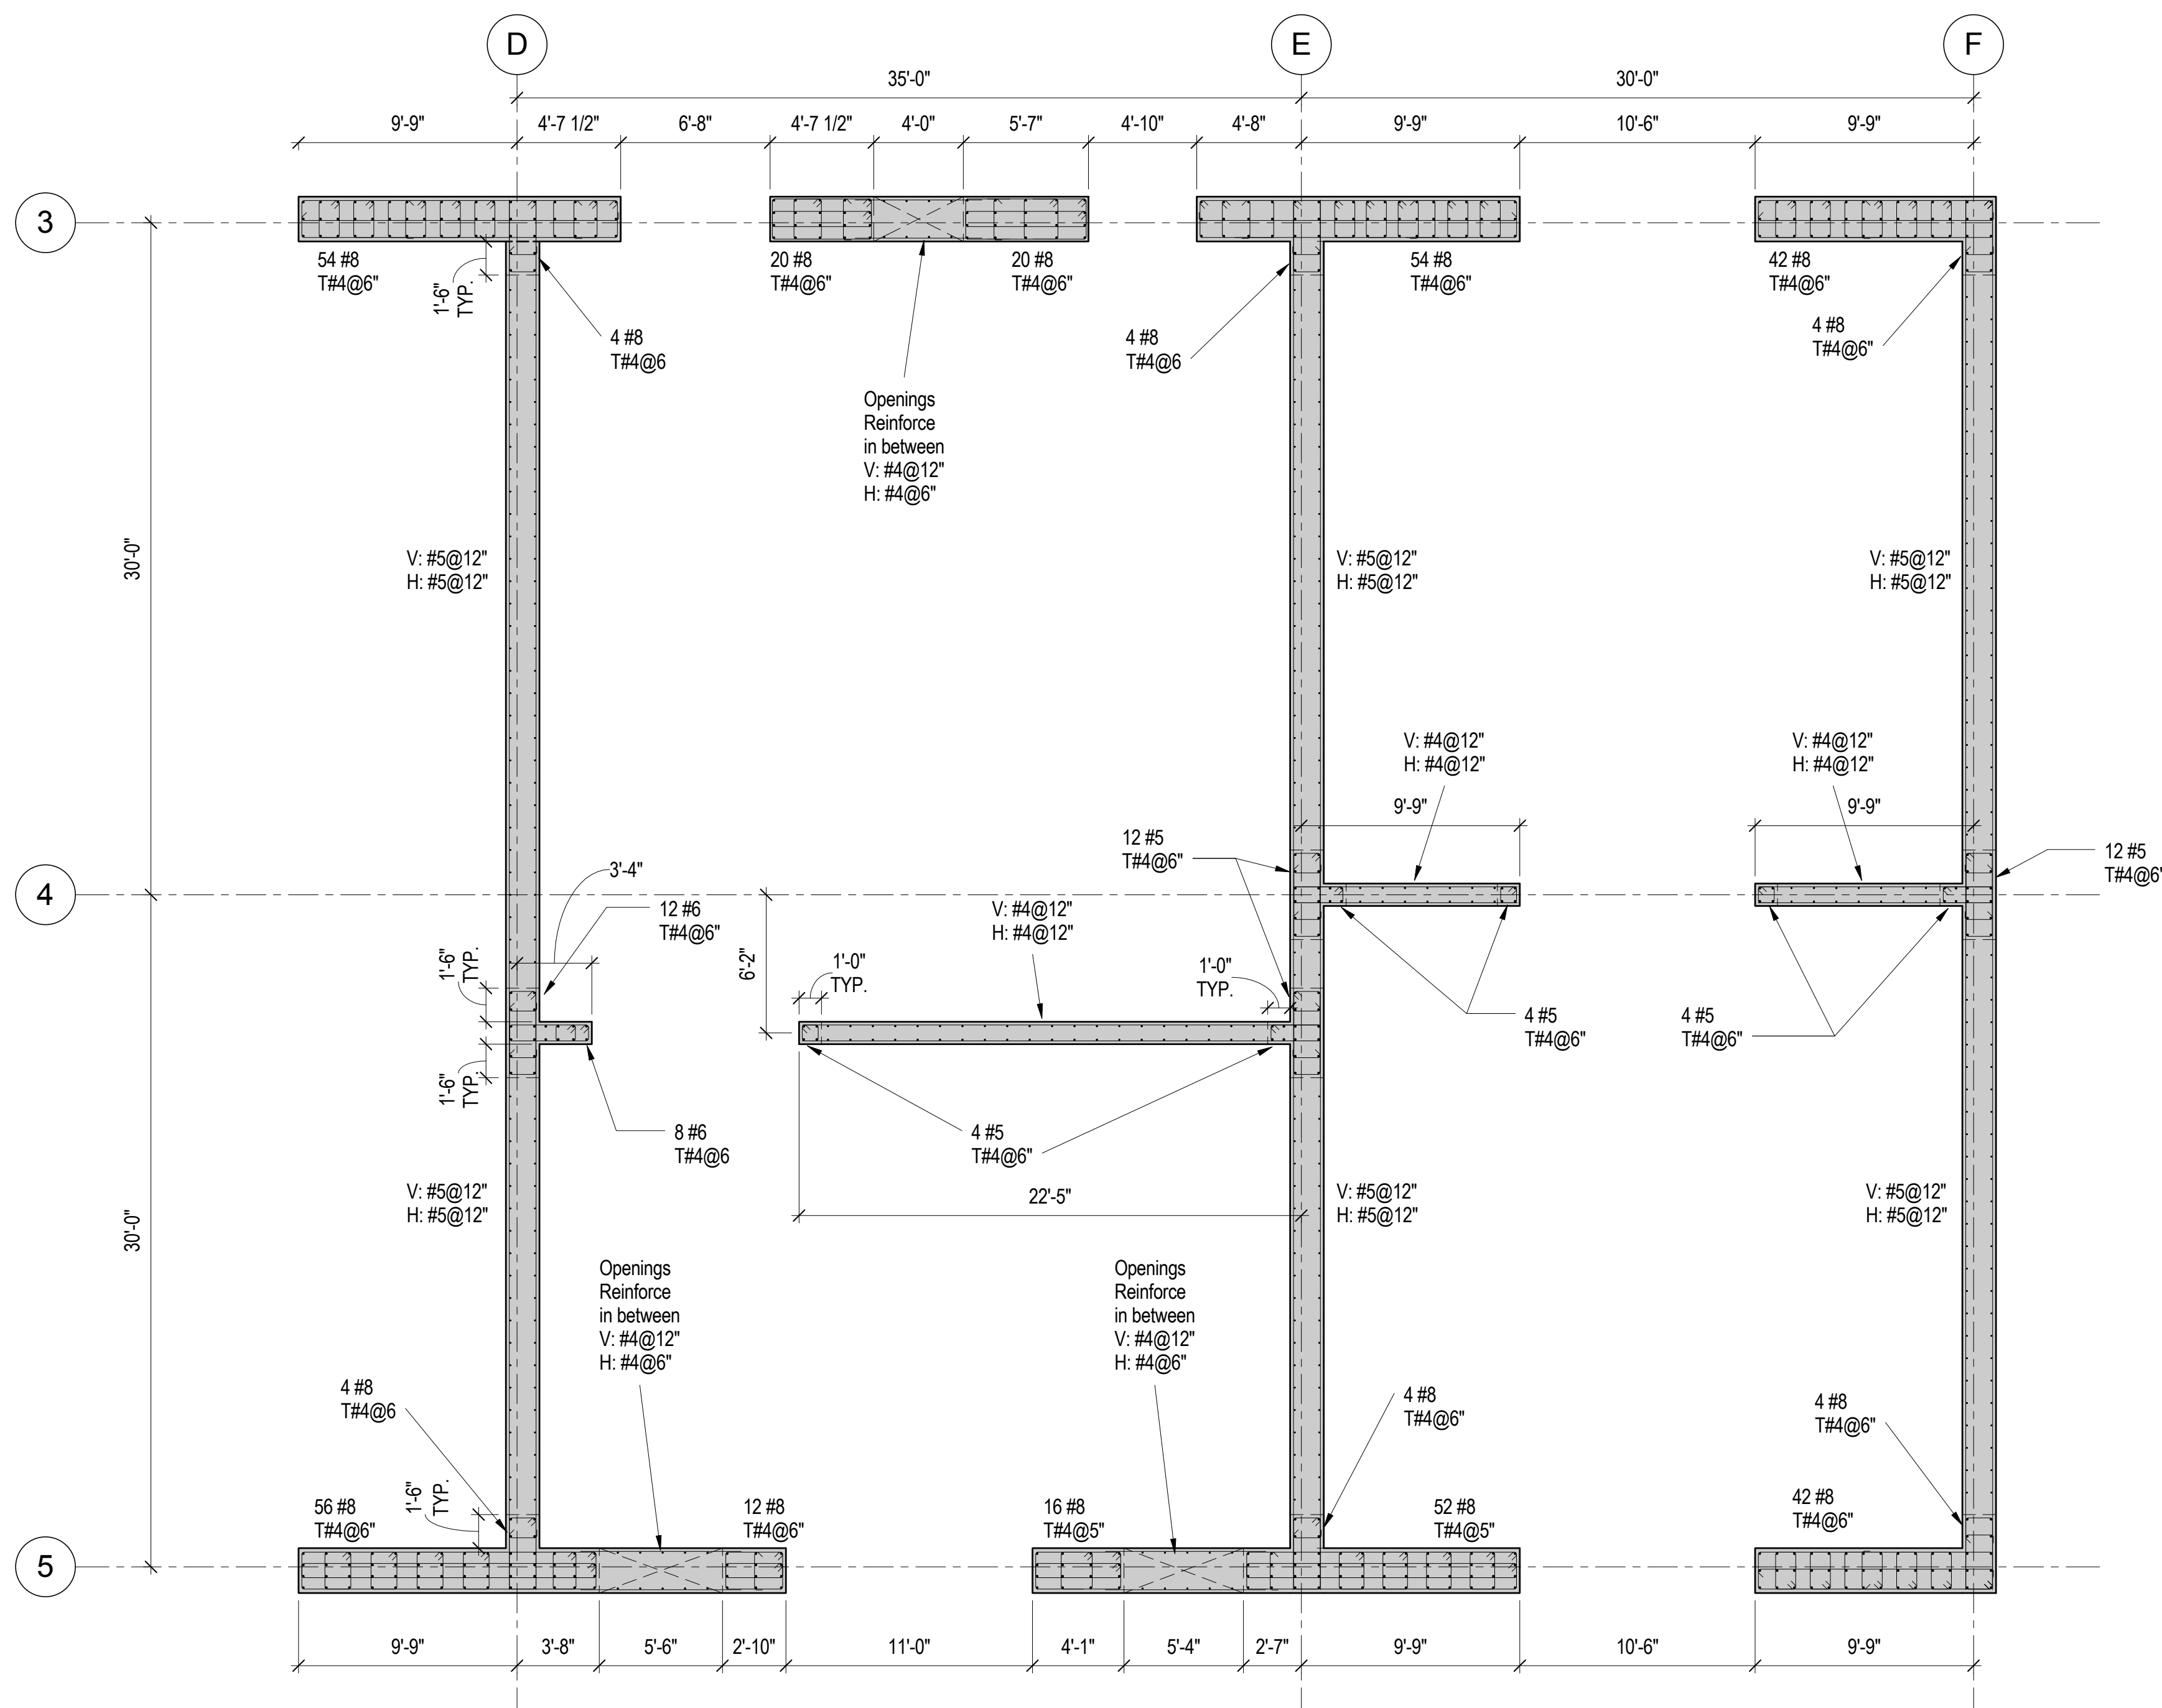 D
E
F
35'-0"
30'-0"
9'-9"
4'-7 1/2"
6'-8"
4'-7 1/2"
4'-0"
5'-7"
4'-10"
4'-8"
9'-9"
10'-6"
9'-9"
3
54 #8
T#4@6"
1'-6"
TYP.
20 #8
T#4@6"
20 #8
T#4@6"
54 #8
T#4@6"
42 #8
T#4@6"
4 #8
T#4@6
4 #8
T#4@6
4 #8
T#4@6"
Openings
Reinforce
in between
V: #4@12"
H: #4@6"
30'-0"
V: #5@12"
H: #5@12"
V: #5@12"
H: #5@12"
V: #5@12"
H: #5@12"
V: #4@12"
H: #4@12"
V: #4@12"
H: #4@12"
9'-9"
9'-9"
12 #5
T#4@6"
12 #5
T#4@6"
4
3'-4"
12 #6
T#4@6"
V: #4@12"
H: #4@12"
6'-2"
1'-6"
TYP.
1'-0"
TYP.
1'-0"
TYP.
4 #5
T#4@6"
4 #5
T#4@6"
1'-6"
TYP.
8 #6
T#4@6
4 #5
T#4@6"
22'-5"
30'-0"
V: #5@12"
H: #5@12"
V: #5@12"
H: #5@12"
V: #5@12"
H: #5@12"
Openings
Reinforce
in between
V: #4@12"
H: #4@6"
Openings
Reinforce
in between
V: #4@12"
H: #4@6"
4 #8
T#4@6
4 #8
T#4@6"
4 #8
T#4@6"
56 #8
T#4@6"
1'-6"
TYP.
12 #8
T#4@6"
16 #8
T#4@5"
52 #8
T#4@5"
42 #8
T#4@6"
5
9'-9"
3'-8"
5'-6"
2'-10"
11'-0"
4'-1"
5'-4"
2'-7"
9'-9"
10'-6"
9'-9"